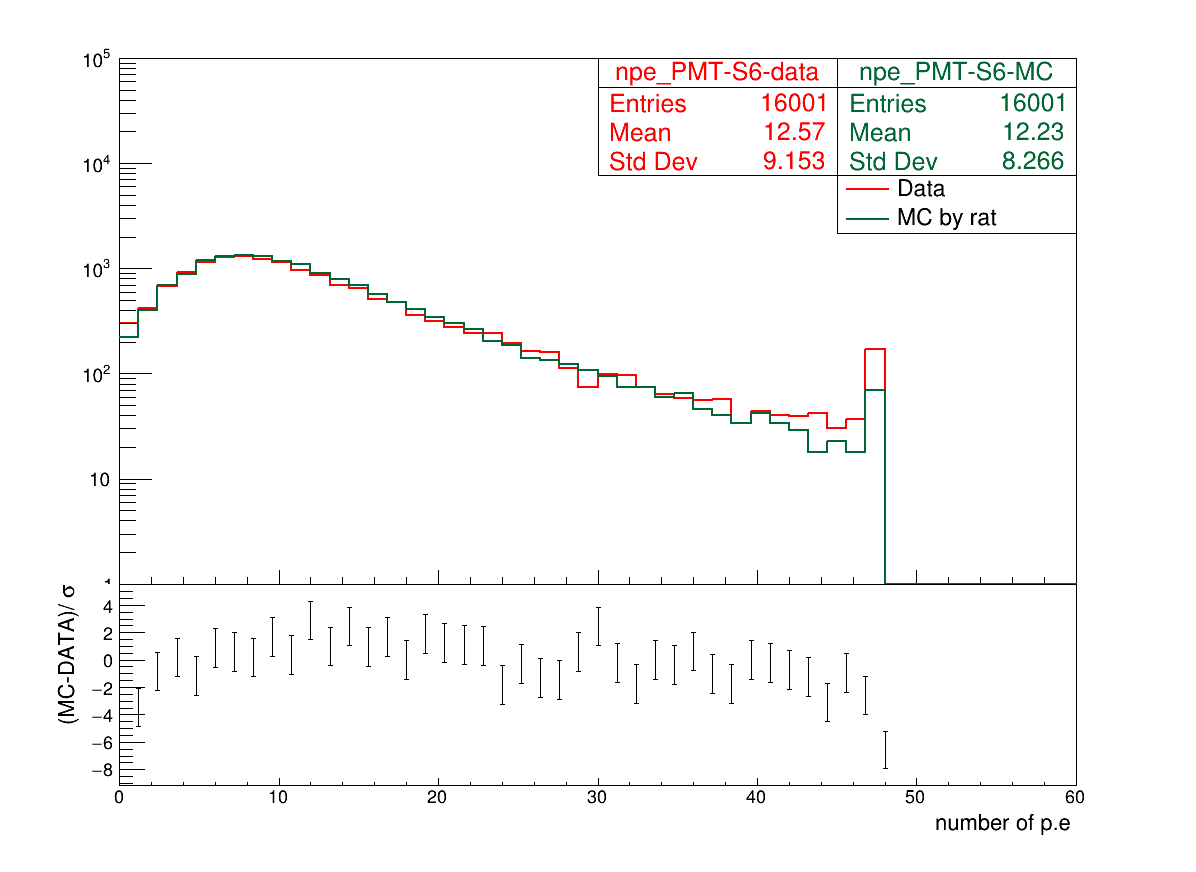 npe_PMT-S6-data
Entries 16001
Mean 12.57
Std Dev 9.153
npe_PMT-S6-MC
Entries 16001
Mean 12.23
Std Dev 8.266
Data
MC by rat
10^5
10^4
10^3
10^2
10
(MC-DATA)/ σ
4
2
0
−2
−4
−6
−8
0 10 20 30 40 50 60
number of p.e